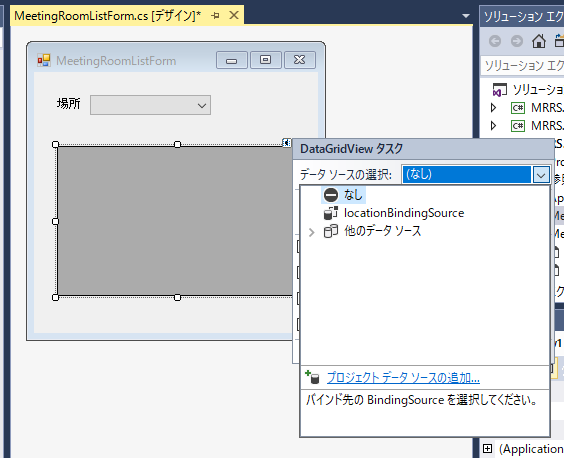 MeetingRoomListForm.cs [デザイン]*
ソリューション エク
MeetingRoomListForm
ソリューション エク
ソリューショ
場所
C# MRRS.
C# MRRS.
DataGridView タスク
データ ソースの選択: (なし)
なし
locationBindingSource
他のデータ ソース
プロジェクト データ ソースの追加...
バインド先の BindingSource を選択してください。
(Application